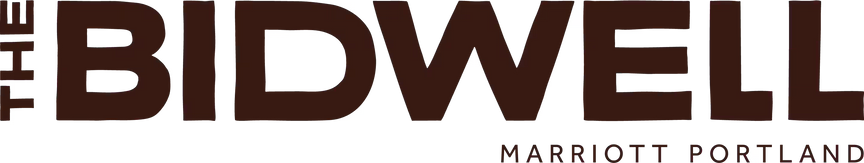 THE
BIDWELL
MARRIOTT PORTLAND